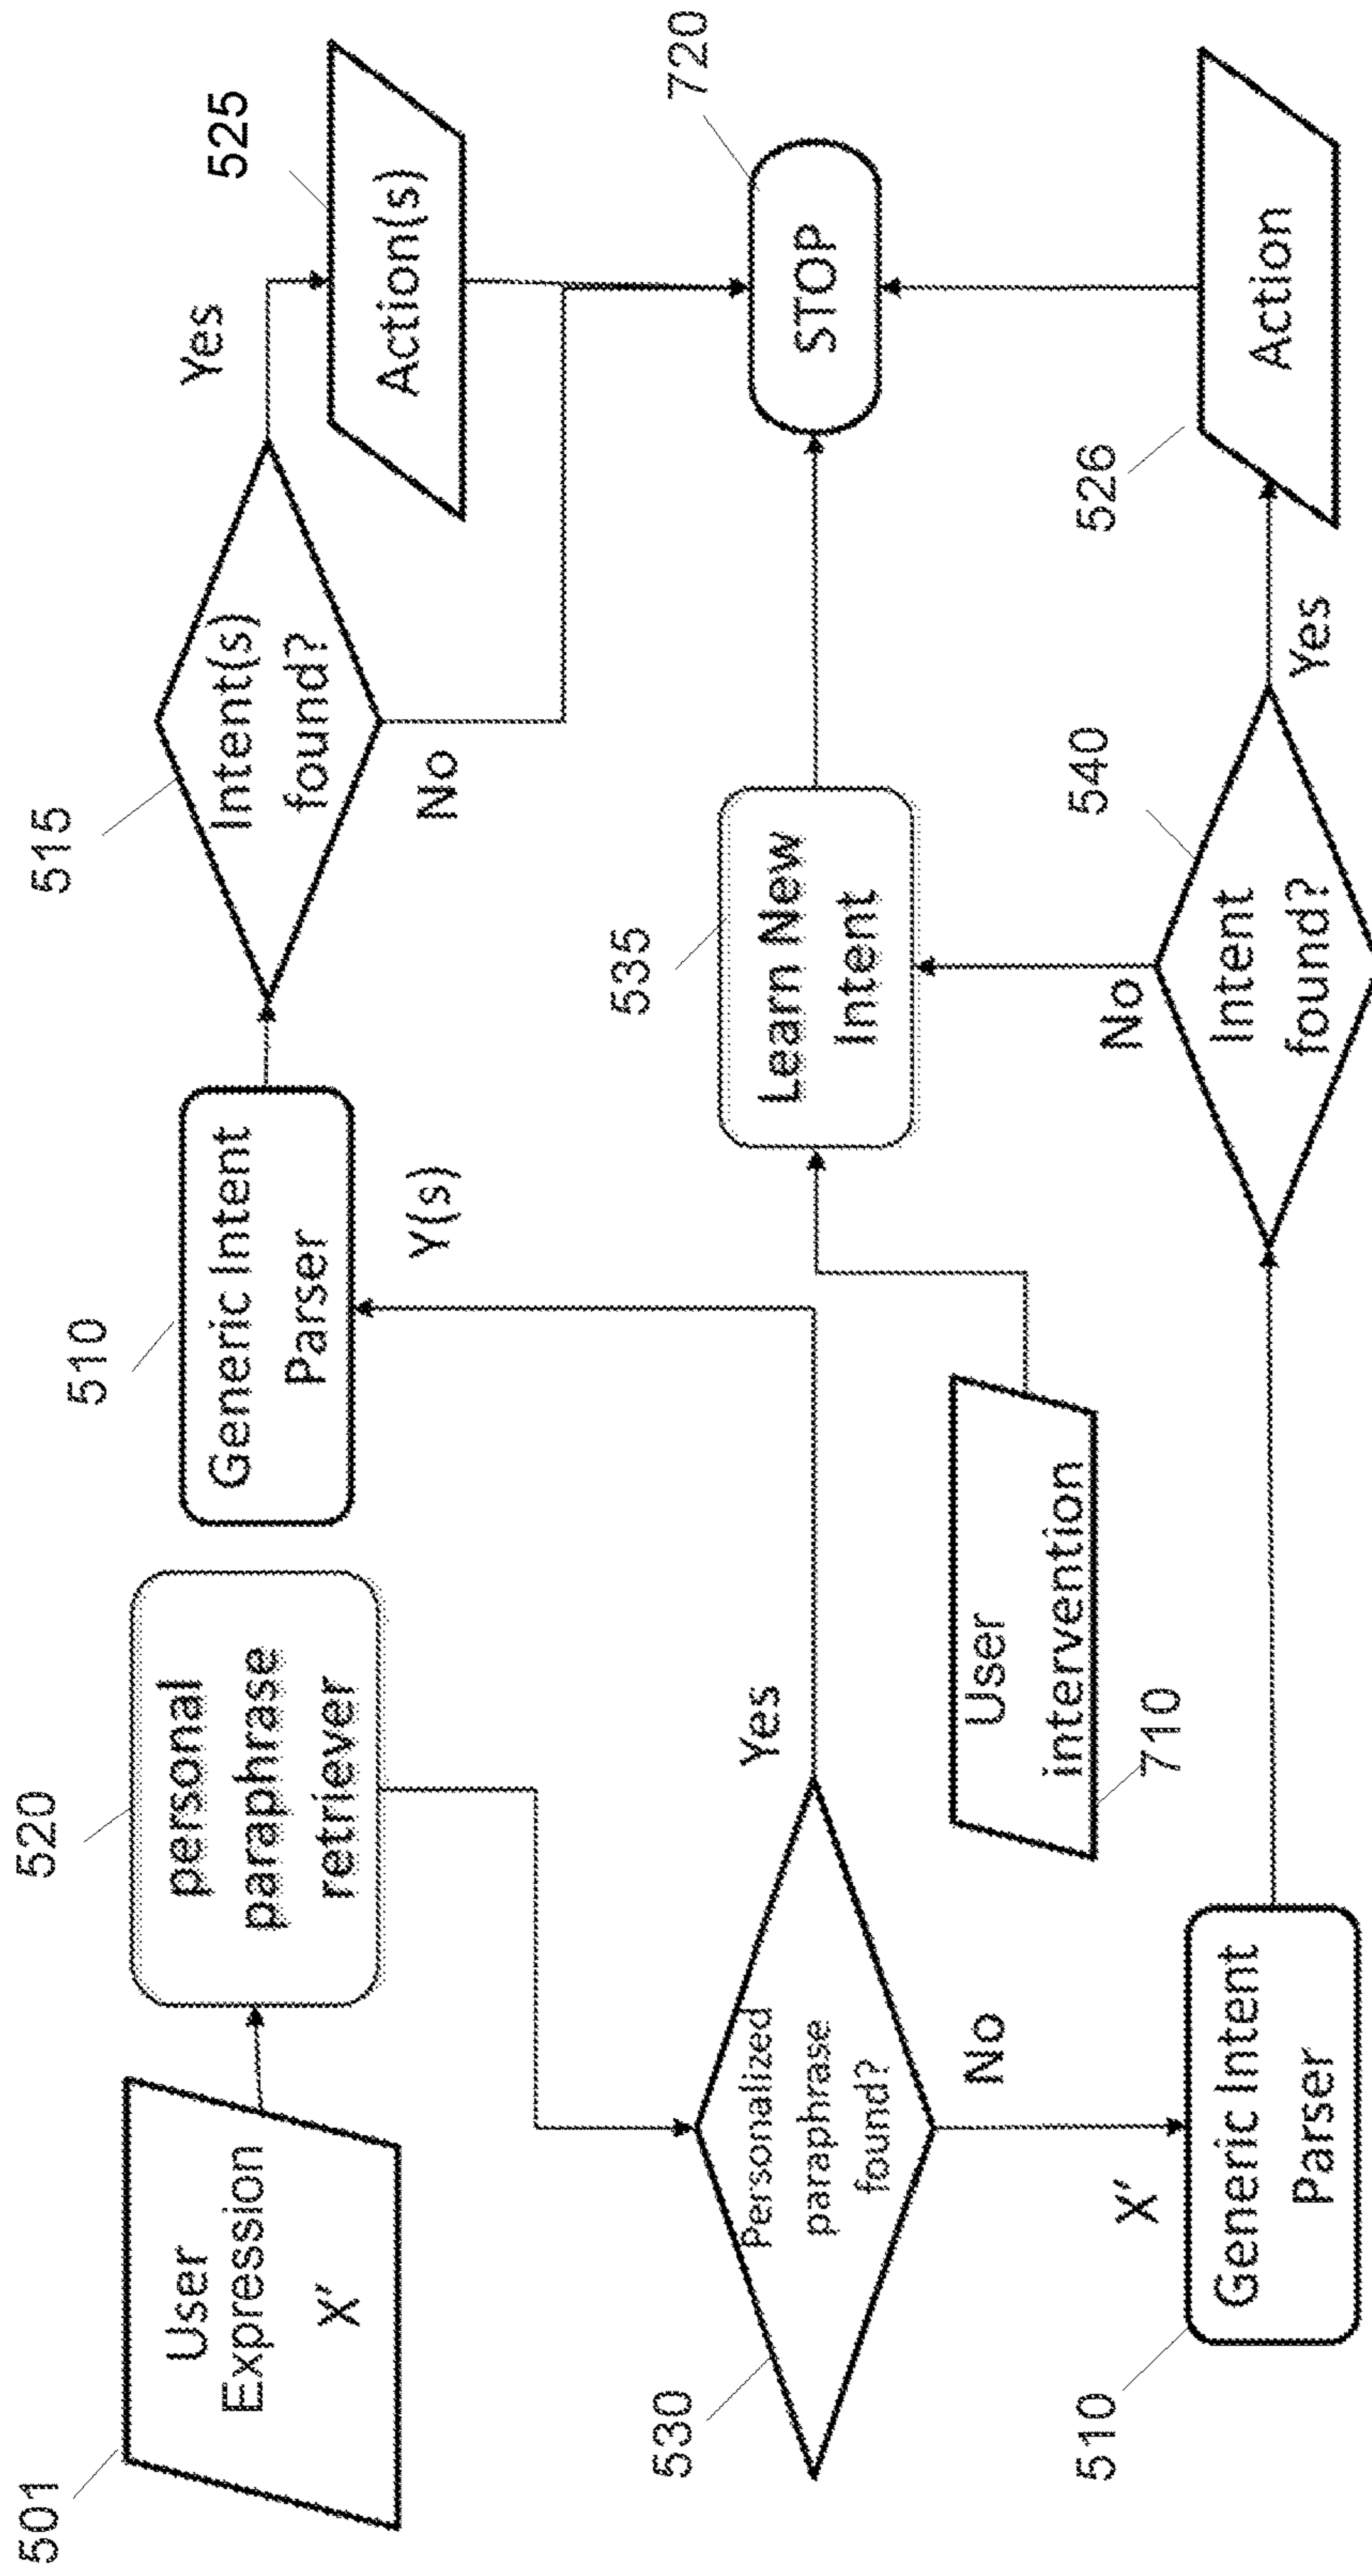 501
User
Expression
X'
520
personal
paraphrase
retriever
510
Generic Intent
Parser
Y(s)
515
Intent(s)
found?
Yes
No
525
Action(s)
530
Personalized
paraphrase
found?
Yes
No
X'
535
Learn New
Intent
720
STOP
User
intervention
710
510
Generic Intent
Parser
540
Intent
found?
No
Yes
526
Action